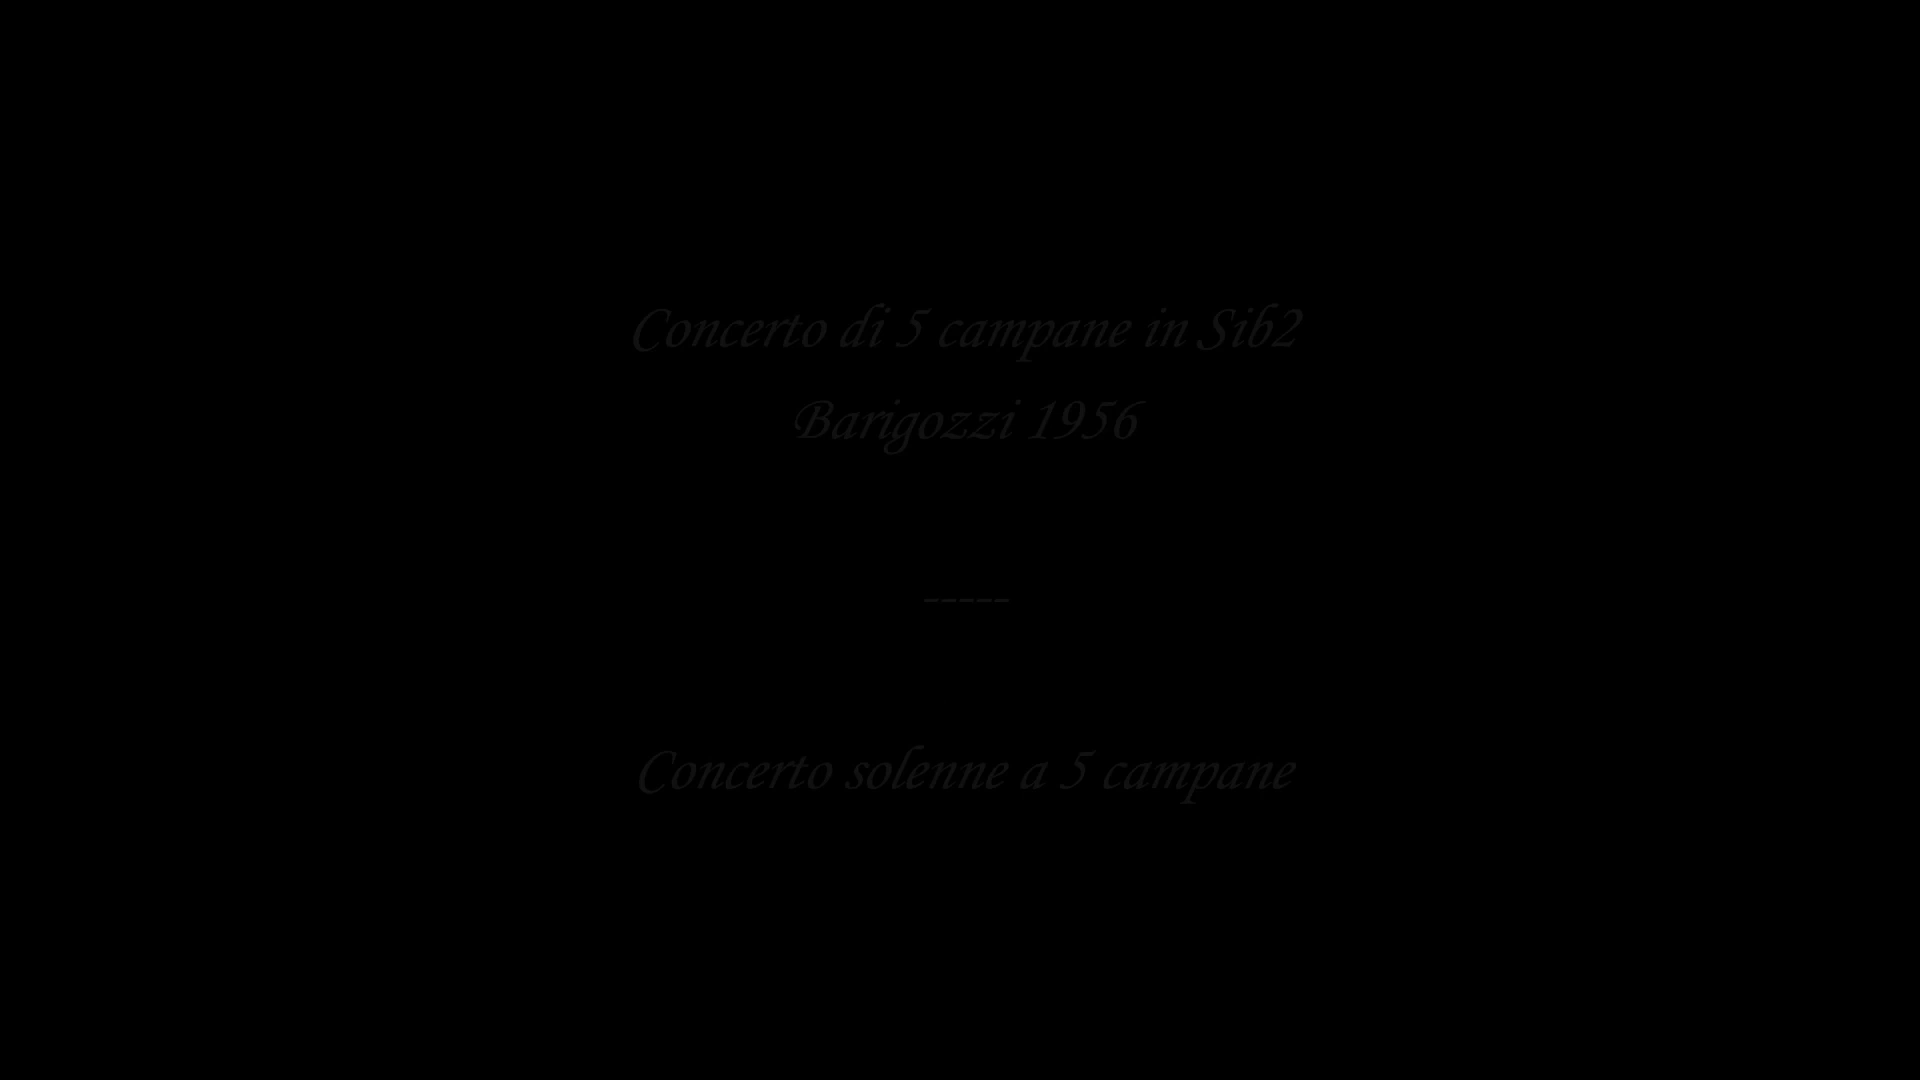 Concerto di 5 campane in Sib2
Barigozzi 1956
-----
Concerto solenne a 5 campane